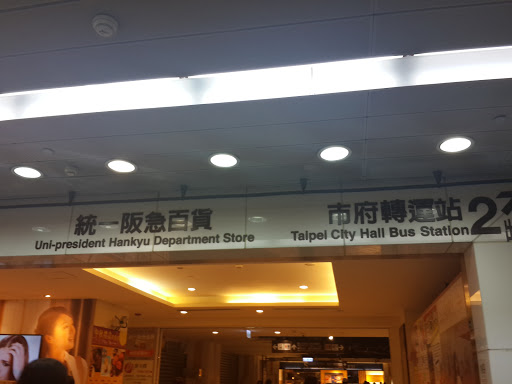 統一阪急百貨
Uni-president Hankyu Department Store
市府轉運站
Taipei City Hall Bus Station
2